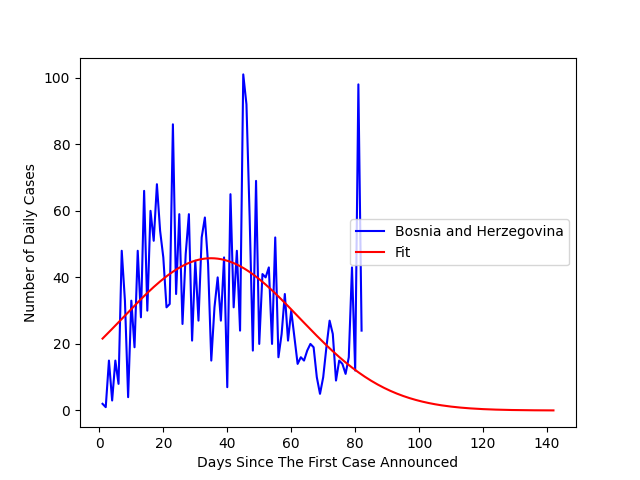 100
80
60
40
20
0
Number of Daily Cases
Bosnia and Herzegovina
Fit
0 20 40 60 80 100 120 140
Days Since The First Case Announced